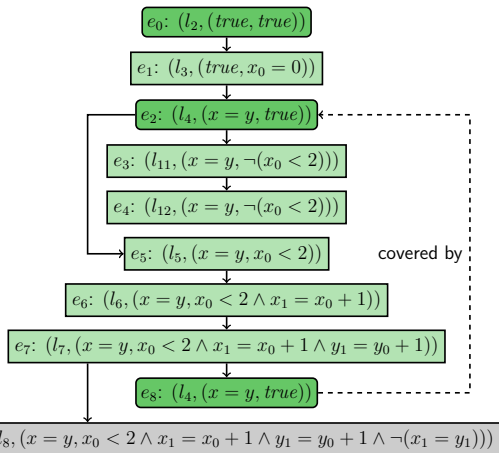 e₀: (l₂, (true, true))
e₁: (l₃, (true, x₀ = 0))
e₂: (l₄, (x = y, true))
e₃: (l₁₁, (x = y, ¬(x₀ < 2)))
e₄: (l₁₂, (x = y, ¬(x₀ < 2)))
e₅: (l₅, (x = y, x₀ < 2))
covered by
e₆: (l₆, (x = y, x₀ < 2 ∧ x₁ = x₀ + 1))
e₇: (l₇, (x = y, x₀ < 2 ∧ x₁ = x₀ + 1 ∧ y₁ = y₀ + 1))
e₈: (l₄, (x = y, true))
l₈, (x = y, x₀ < 2 ∧ x₁ = x₀ + 1 ∧ y₁ = y₀ + 1 ∧ ¬(x₁ = y₁)))